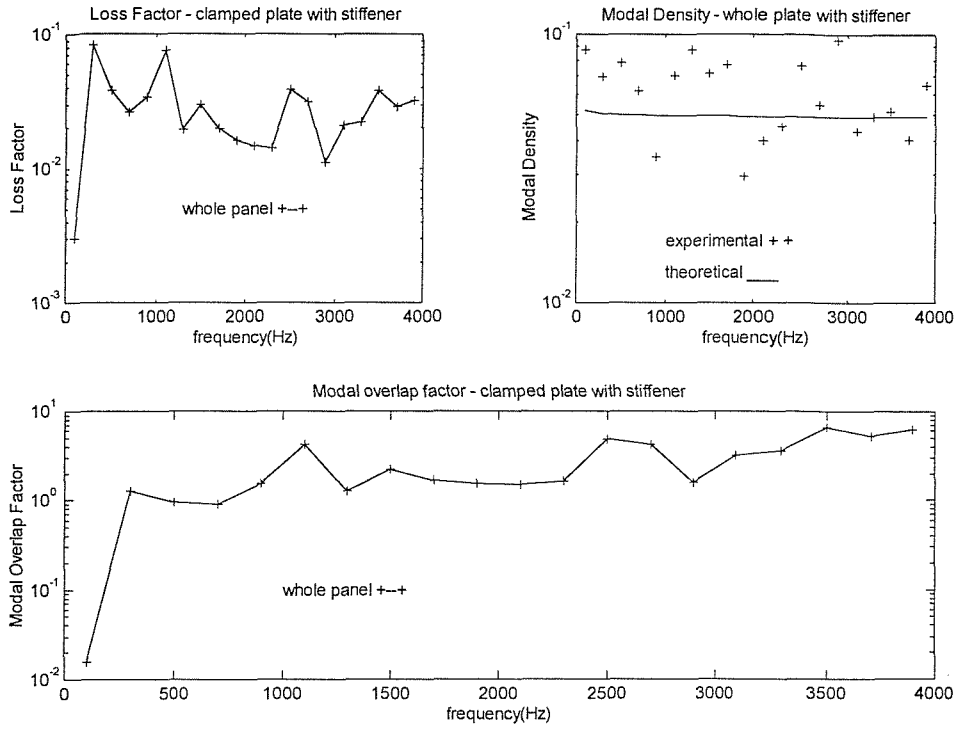 Loss Factor - clamped plate with stiffener
10^-1
10^-2
10^-3
Loss Factor
whole panel +--+
0 1000 2000 3000 4000
frequency(Hz)
Modal Density - whole plate with stiffener
10^-1
10^-2
Modal Density
experimental + +
theoretical ___
0 1000 2000 3000 4000
frequency(Hz)
Modal overlap factor - clamped plate with stiffener
10^1
10^0
10^-1
10^-2
Modal Overlap Factor
whole panel +--+
0 500 1000 1500 2000 2500 3000 3500 4000
frequency(Hz)